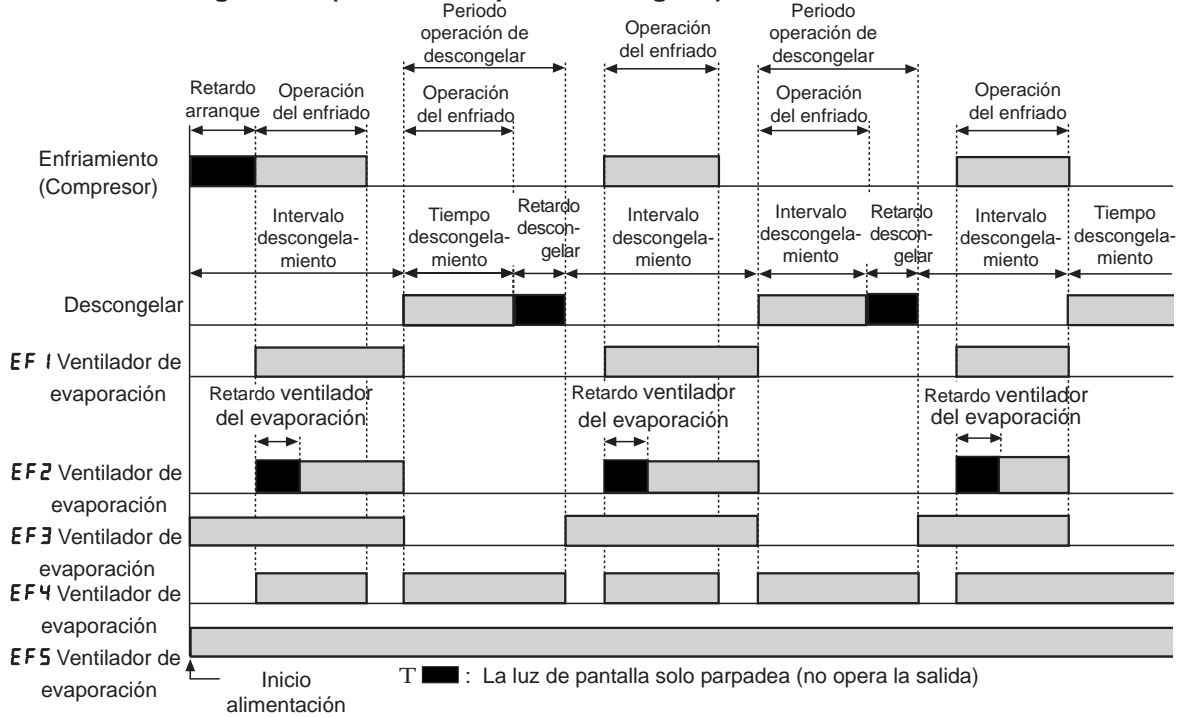 Periodo
operación de
descongelar
Operación
del enfriado
Periodo
operación de
descongelar
Retardo
arranque
Operación
del enfriado
Operación
del enfriado
Operación
del enfriado
Operación
del enfriado
Enfriamiento
(Compresor)
Intervalo
descongela-
miento
Tiempo
descongela-
miento
Retardo
descon-
gelar
Intervalo
descongela-
miento
Intervalo
descongela-
miento
Retardo
descon-
gelar
Intervalo
descongela-
miento
Tiempo
descongela-
miento
Descongelar
EF1 Ventilador de
evaporación
Retardo ventilador
del evaporación
Retardo ventilador
del evaporación
Retardo ventilador
del evaporación
EF2 Ventilador de
evaporación
EF3 Ventilador de
evaporación
EF4 Ventilador de
evaporación
EF5 Ventilador de
evaporación
Inicio
alimentación
T : La luz de pantalla solo parpadea (no opera la salida)